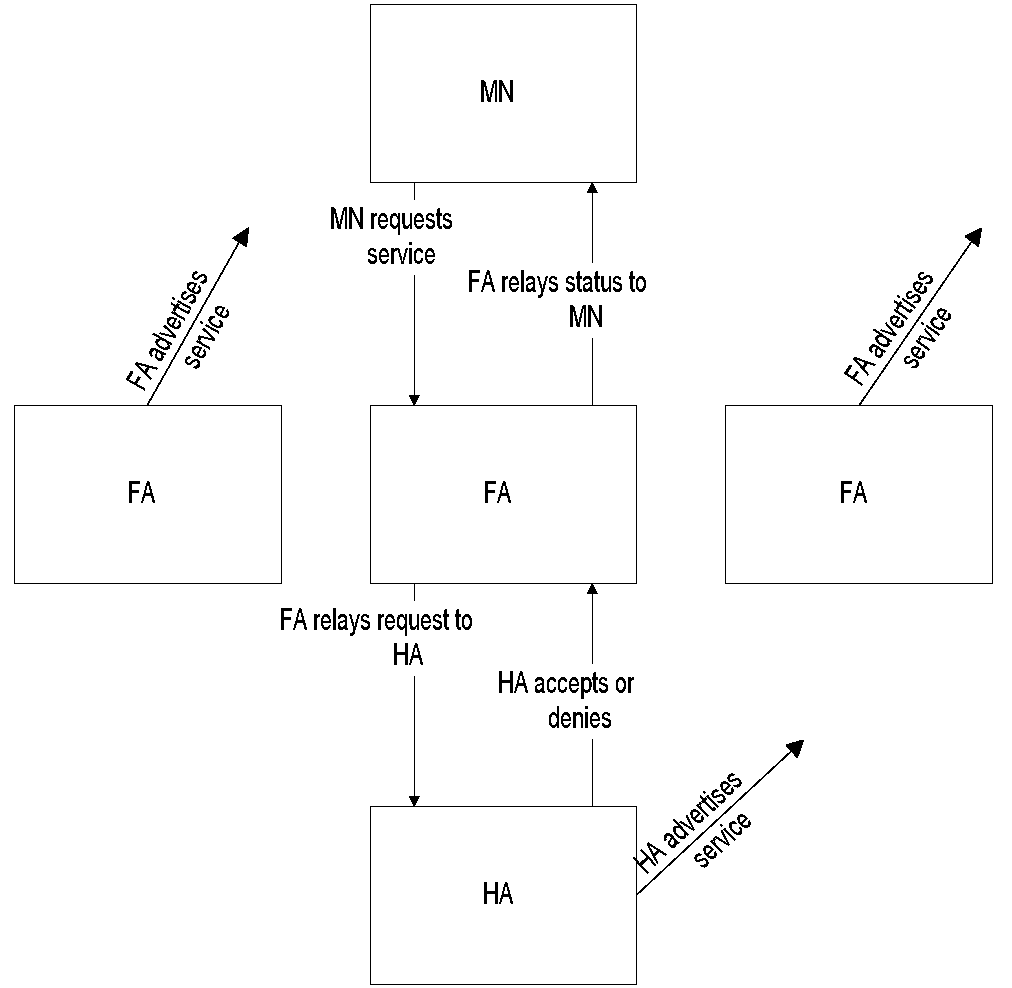 MN
MN requests
service
FA relays status to
MN
FA advertises
service
FA advertises
service
FA
FA
FA
FA relays request to
HA
HA accepts or
denies
HA advertises
service
HA